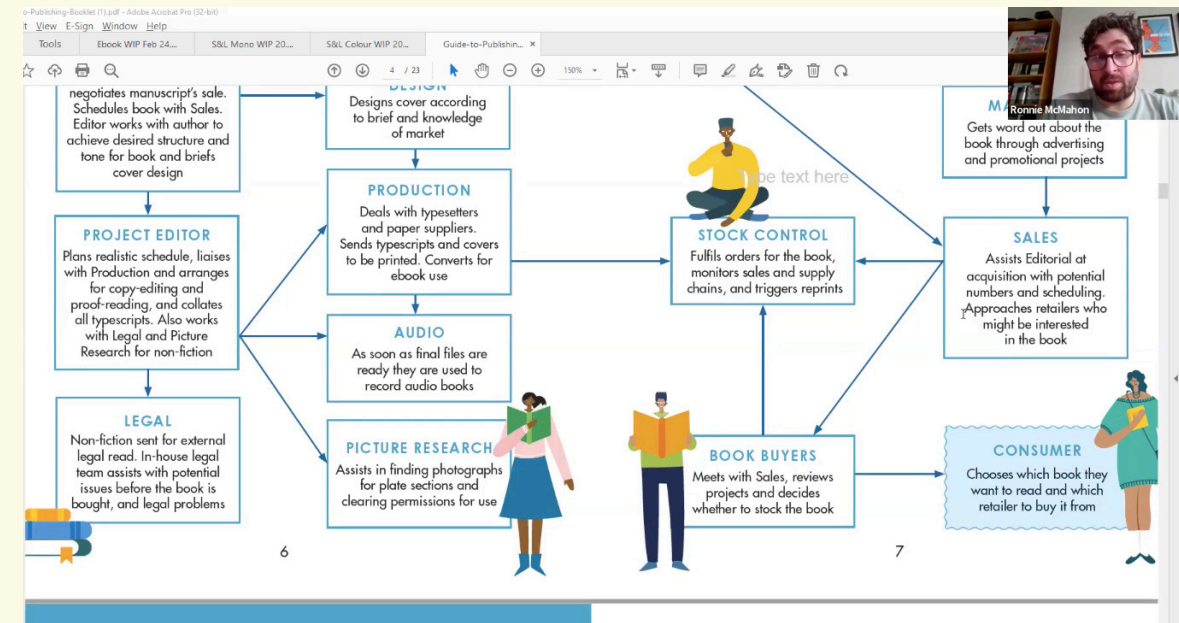 o-Publishing-Booklet (1).pdf - Adobe Acrobat Pro (32-bit)
View E-Sign Window Help
Tools
Ebook WIP Feb 24....
S&L Mono WIP 20....
S&L Colour WIP 20...
Guide-to-Publishin... ×
4 / 23
150%
Ronnie McMahon
negotiates manuscript's sale.
Schedules book with Sales.
Editor works with author to
achieve desired structure and
tone for book and briefs
cover design
PROJECT EDITOR
Plans realistic schedule, liaises
with Production and arranges
for copy-editing and
proof-reading, and collates
all typescripts. Also works
with Legal and Picture
Research for non-fiction
LEGAL
Non-fiction sent for external
legal read. In-house legal
team assists with potential
issues before the book is
bought, and legal problems
DESIGN
Designs cover according
to brief and knowledge
of market
PRODUCTION
Deals with typesetters
and paper suppliers.
Sends typescripts and covers
to be printed. Converts for
ebook use
AUDIO
As soon as final files are
ready they are used to
record audio books
PICTURE RESEARCH
Assists in finding photographs
for plate sections and
clearing permissions for use
6
Type text here
STOCK CONTROL
Fulfils orders for the book,
monitors sales and supply
chains, and triggers reprints
BOOK BUYERS
Meets with Sales, reviews
projects and decides
whether to stock the book
MA
Gets word out about the
book through advertising
and promotional projects
SALES
Assists Editorial at
acquisition with potential
numbers and scheduling.
Approaches retailers who
might be interested
in the book
CONSUMER
Chooses which book they
want to read and which
retailer to buy it from
7